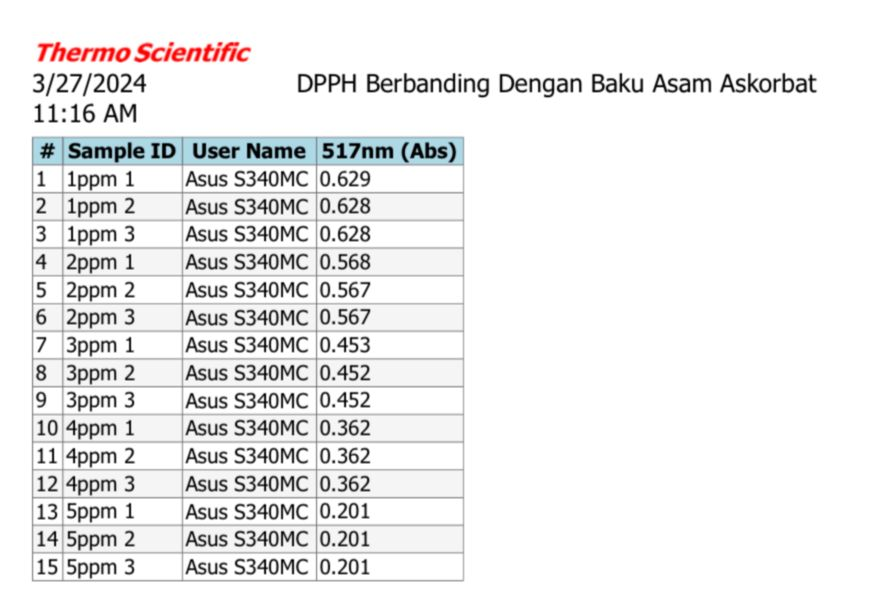 Thermo Scientific
3/27/2024 DPPH Berbanding Dengan Baku Asam Askorbat
11:16 AM
# Sample ID User Name 517nm (Abs)
1 1ppm 1 Asus S340MC 0.629
2 1ppm 2 Asus S340MC 0.628
3 1ppm 3 Asus S340MC 0.628
4 2ppm 1 Asus S340MC 0.568
5 2ppm 2 Asus S340MC 0.567
6 2ppm 3 Asus S340MC 0.567
7 3ppm 1 Asus S340MC 0.453
8 3ppm 2 Asus S340MC 0.452
9 3ppm 3 Asus S340MC 0.452
10 4ppm 1 Asus S340MC 0.362
11 4ppm 2 Asus S340MC 0.362
12 4ppm 3 Asus S340MC 0.362
13 5ppm 1 Asus S340MC 0.201
14 5ppm 2 Asus S340MC 0.201
15 5ppm 3 Asus S340MC 0.201